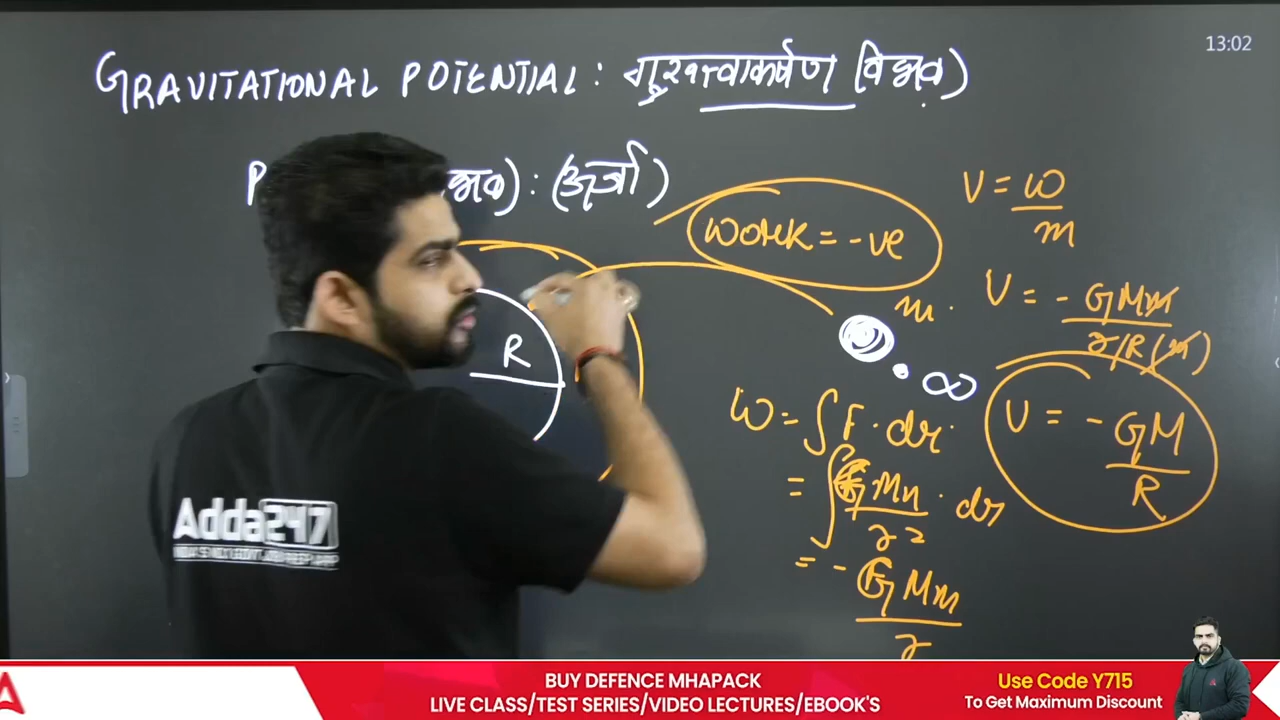 13:02
GRAVITATIONAL POTENTIAL : गुरुत्त्वाकर्षण (विभव)
: (ऊर्जा)
WORK = -ve
V = W/m
m.
V = - GMm / r/R (m)
R
∞
W = ∫ F · dr.
V = - GM/R
= ∫ GMm/r2 · dr
= - GMm/r
Adda247
BUY DEFENCE MHAPACK
LIVE CLASS/TEST SERIES/VIDEO LECTURES/EBOOK'S
Use Code Y715
To Get Maximum Discount